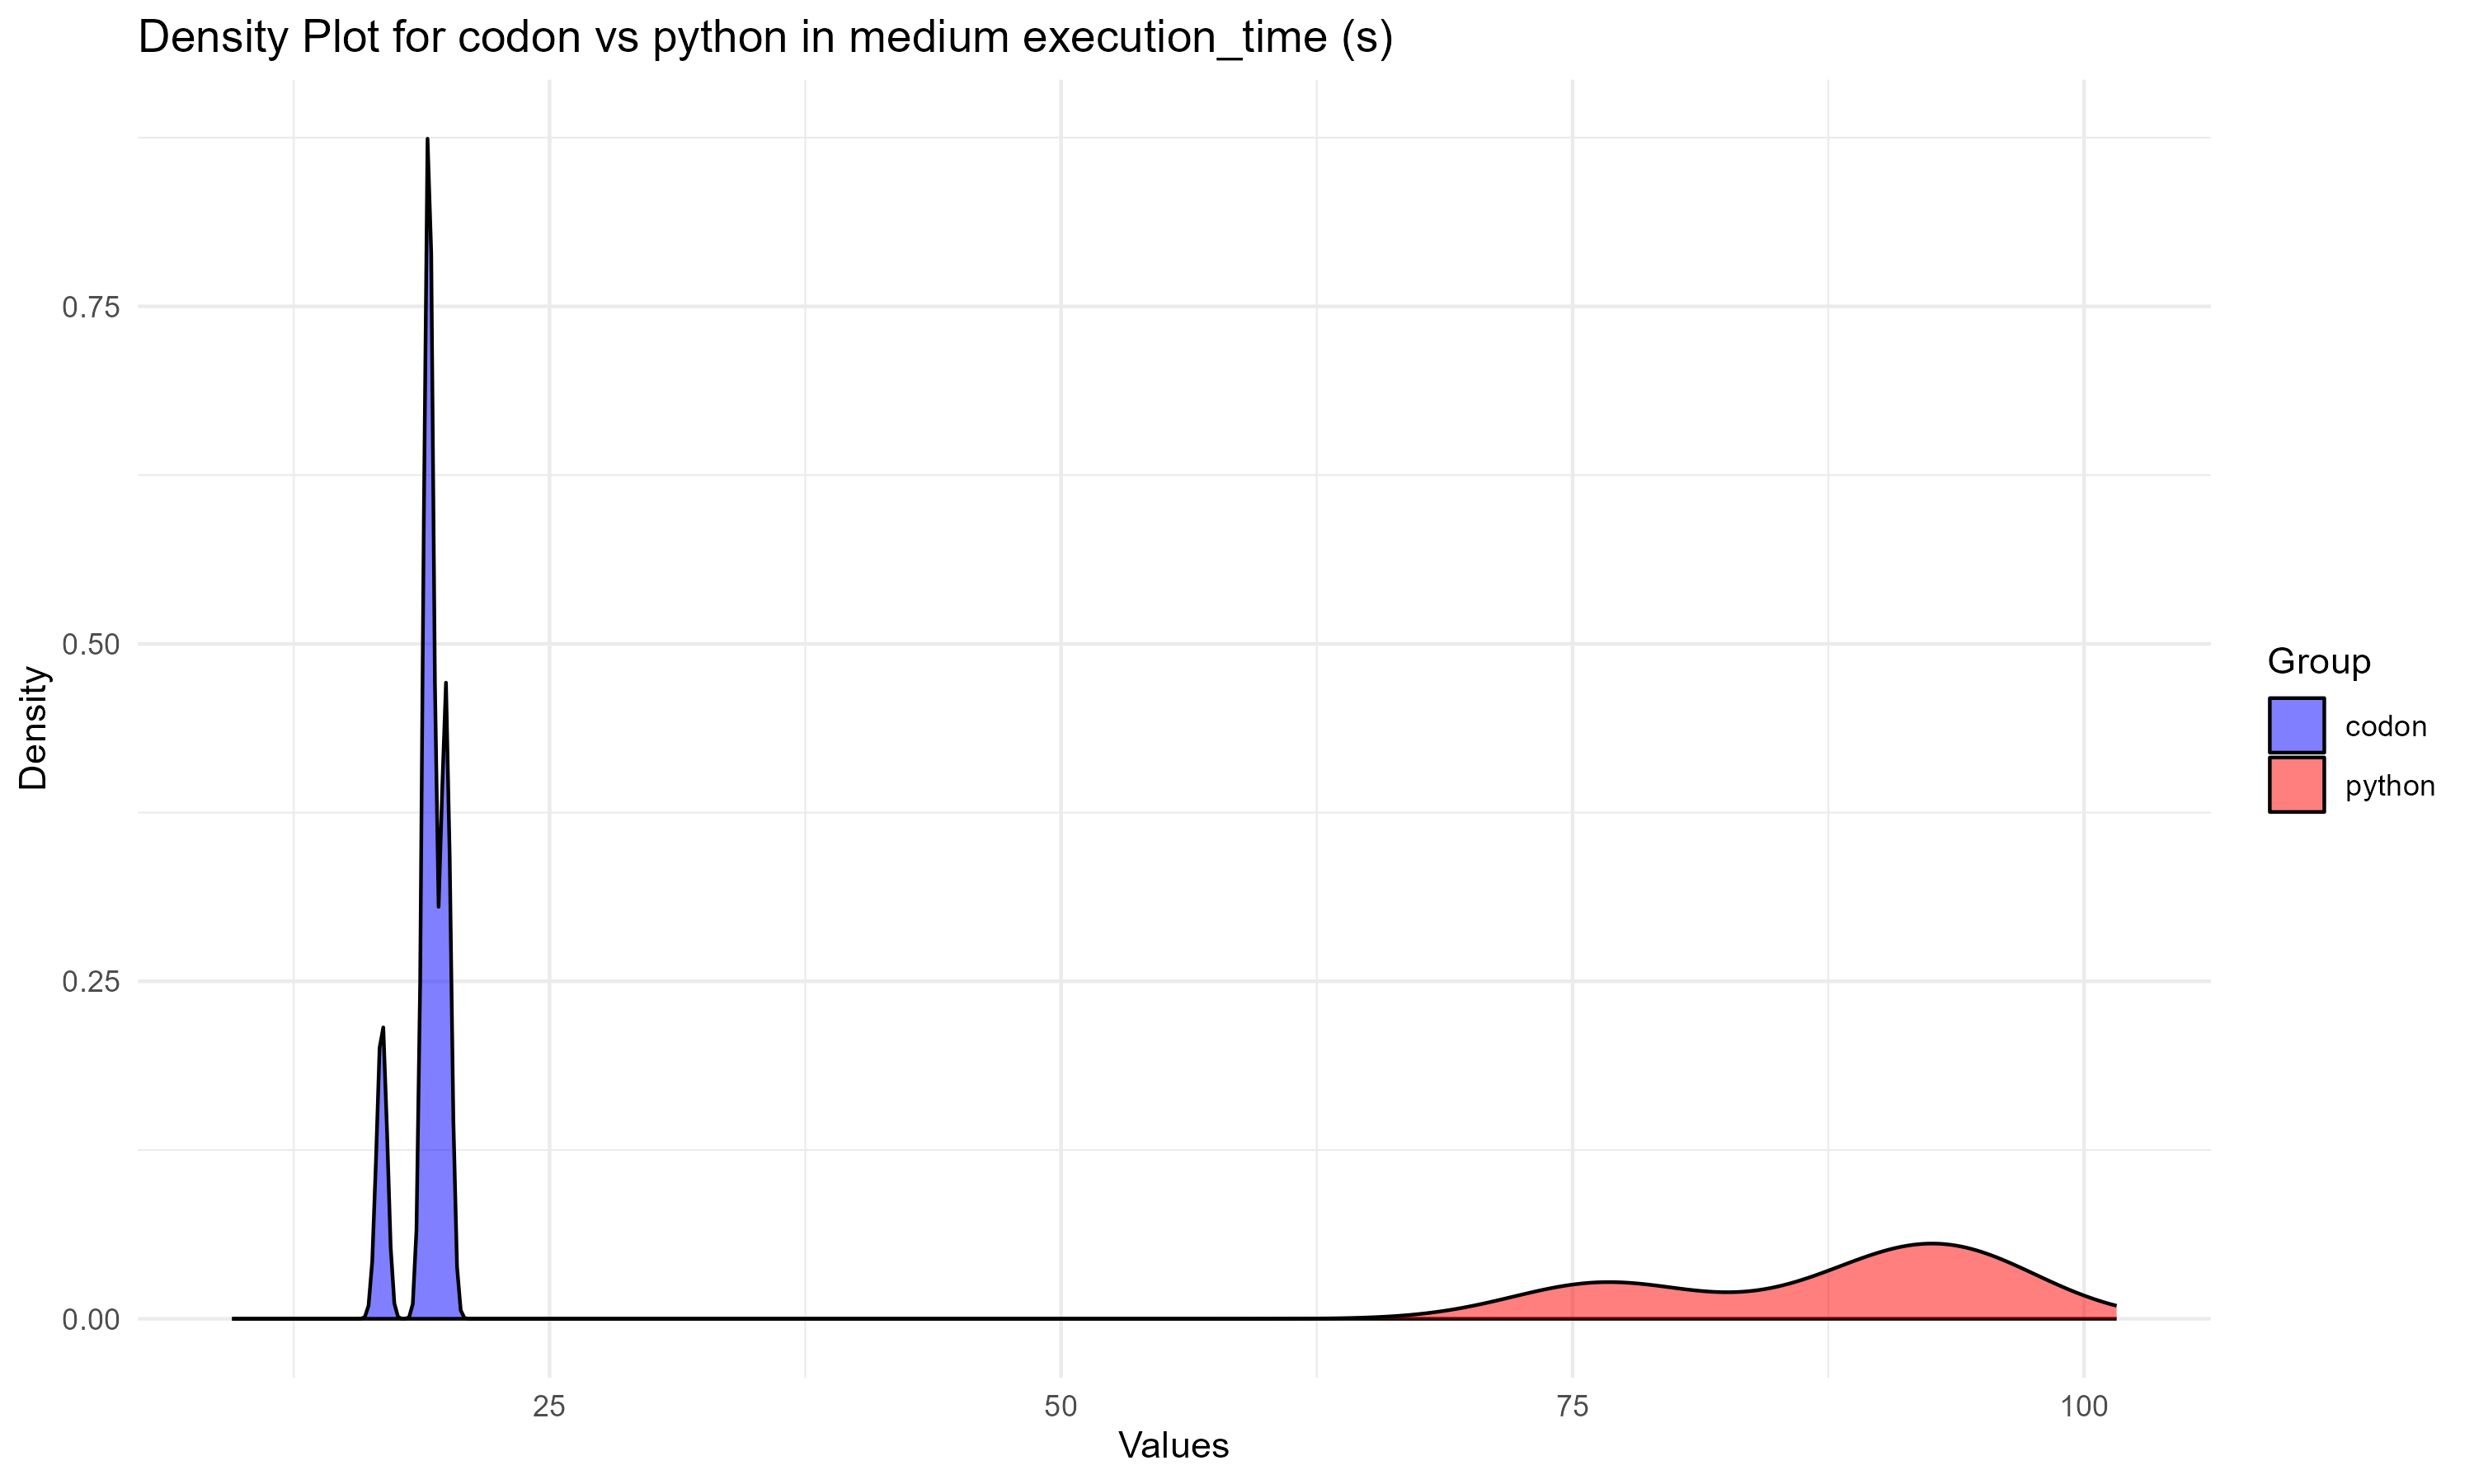 Density Plot for codon vs python in medium execution_time (s)
0.75
0.50
0.25
0.00
Density
25
50
75
100
Values
Group
codon
python